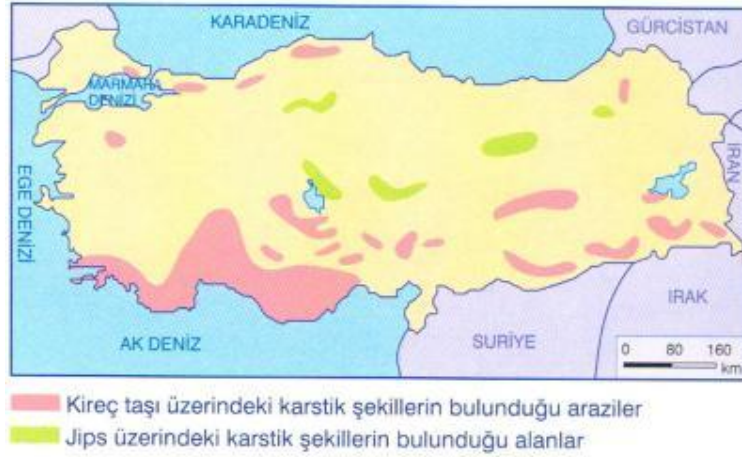 KARADENİZ
GÜRCİSTAN
MARMARA
DENİZİ
EGE DENİZİ
İRAN
AK DENİZ
SURİYE
IRAK
0 80 160
km
Kireç taşı üzerindeki karstik şekillerin bulunduğu araziler
Jips üzerindeki karstik şekillerin bulunduğu alanlar